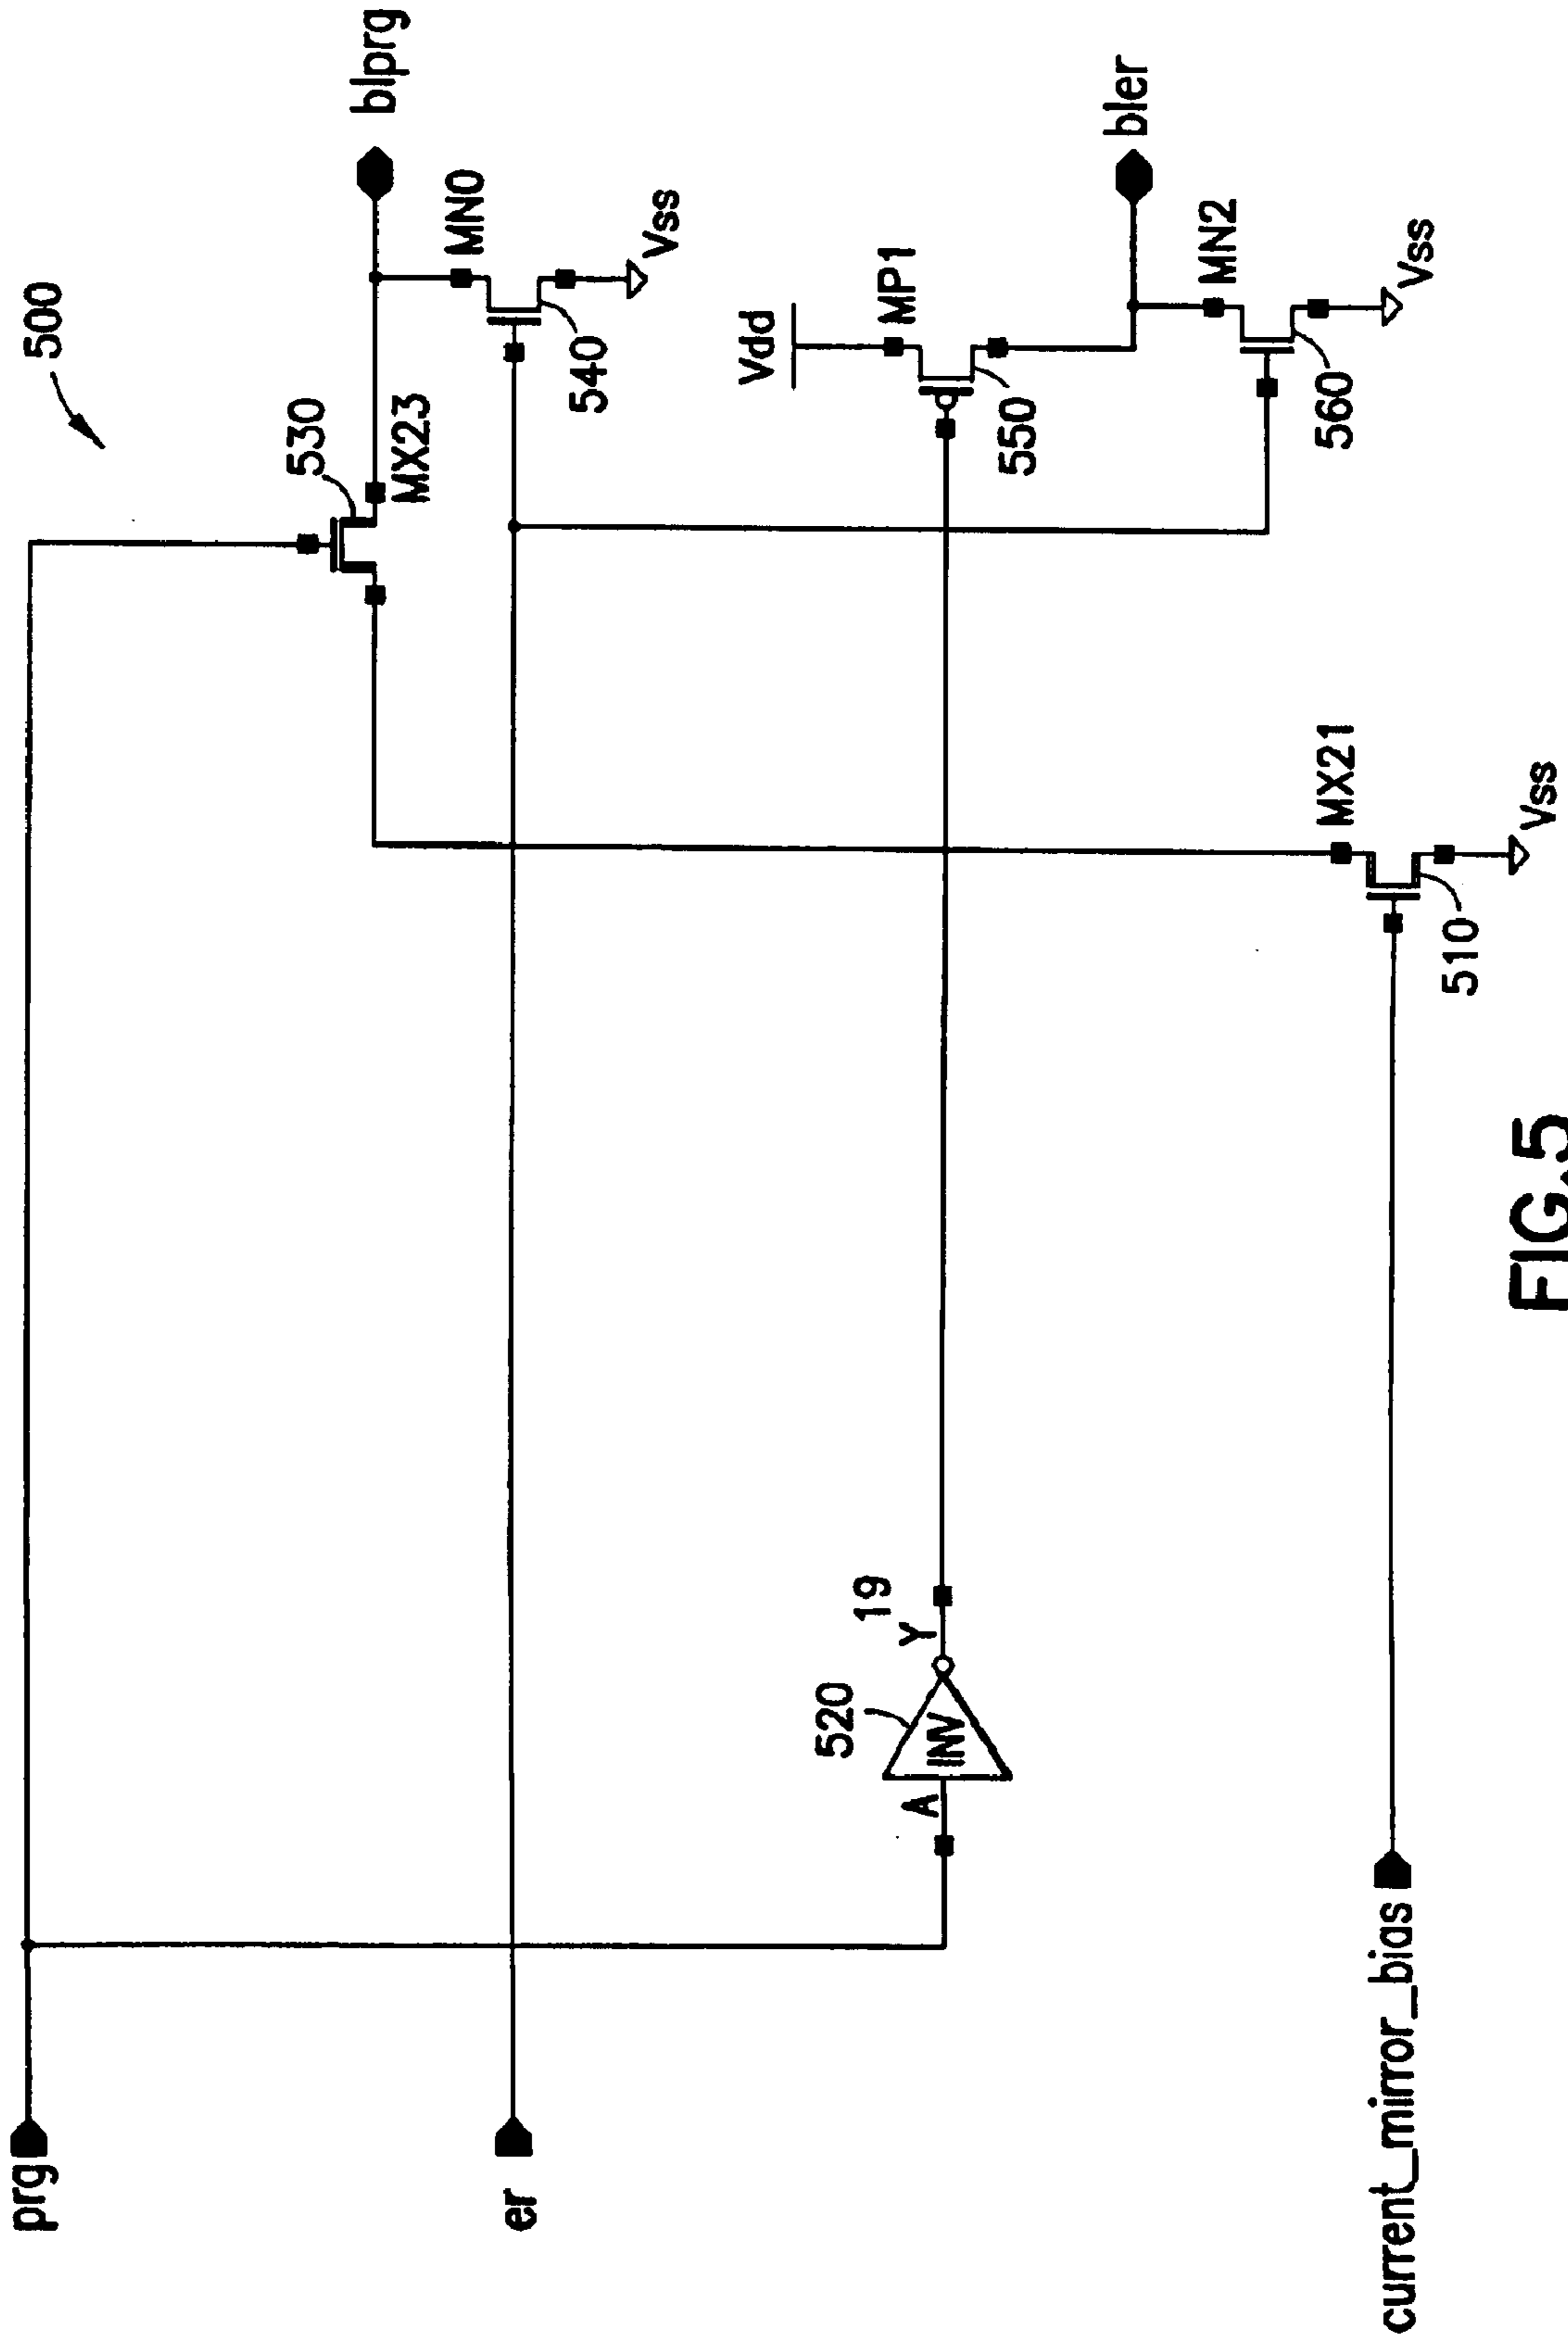 500
prg
530
MX23
blprg
MN0
540
Vss
er
Vdd
MP1
550
bler
MN2
560
Vss
520
A
INV
Y
19
MX21
510
Vss
current_mirror_bias
FIG.5